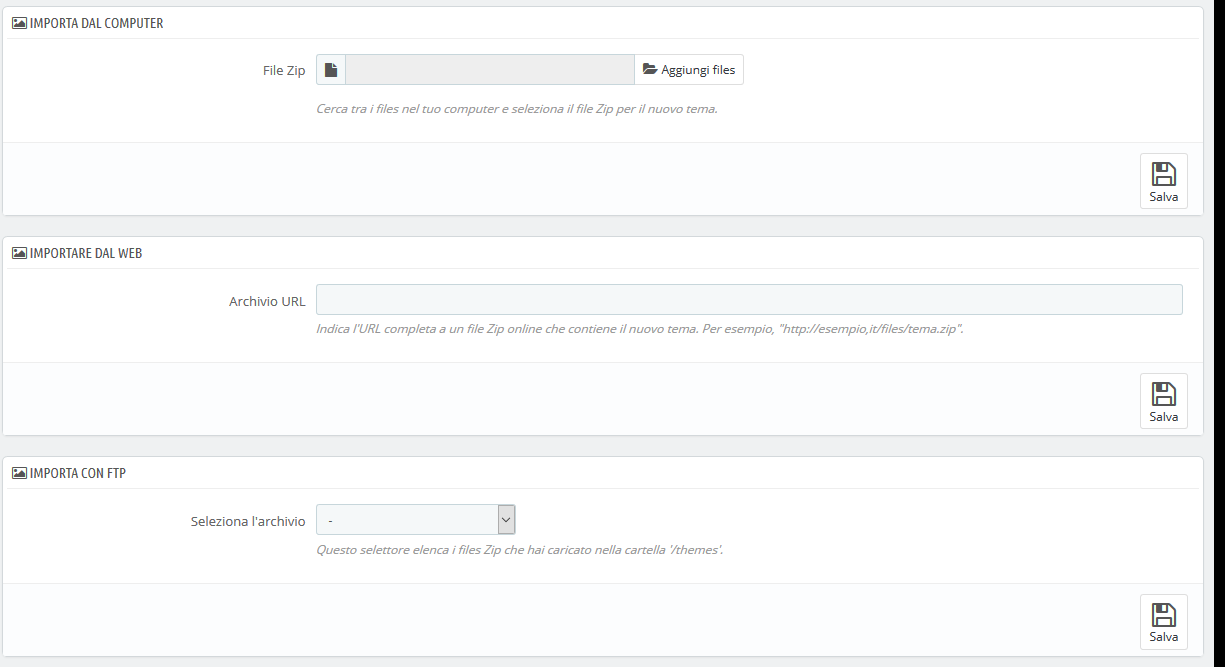 IMPORTA DAL COMPUTER
File Zip
Aggiungi files
Cerca tra i files nel tuo computer e seleziona il file Zip per il nuovo tema.
Salva
IMPORTARE DAL WEB
Archivio URL
Indica l'URL completa a un file Zip online che contiene il nuovo tema. Per esempio, "http://esempio,it/files/tema.zip".
Salva
IMPORTA CON FTP
Seleziona l'archivio
-
Questo selettore elenca i files Zip che hai caricato nella cartella '/themes'.
Salva